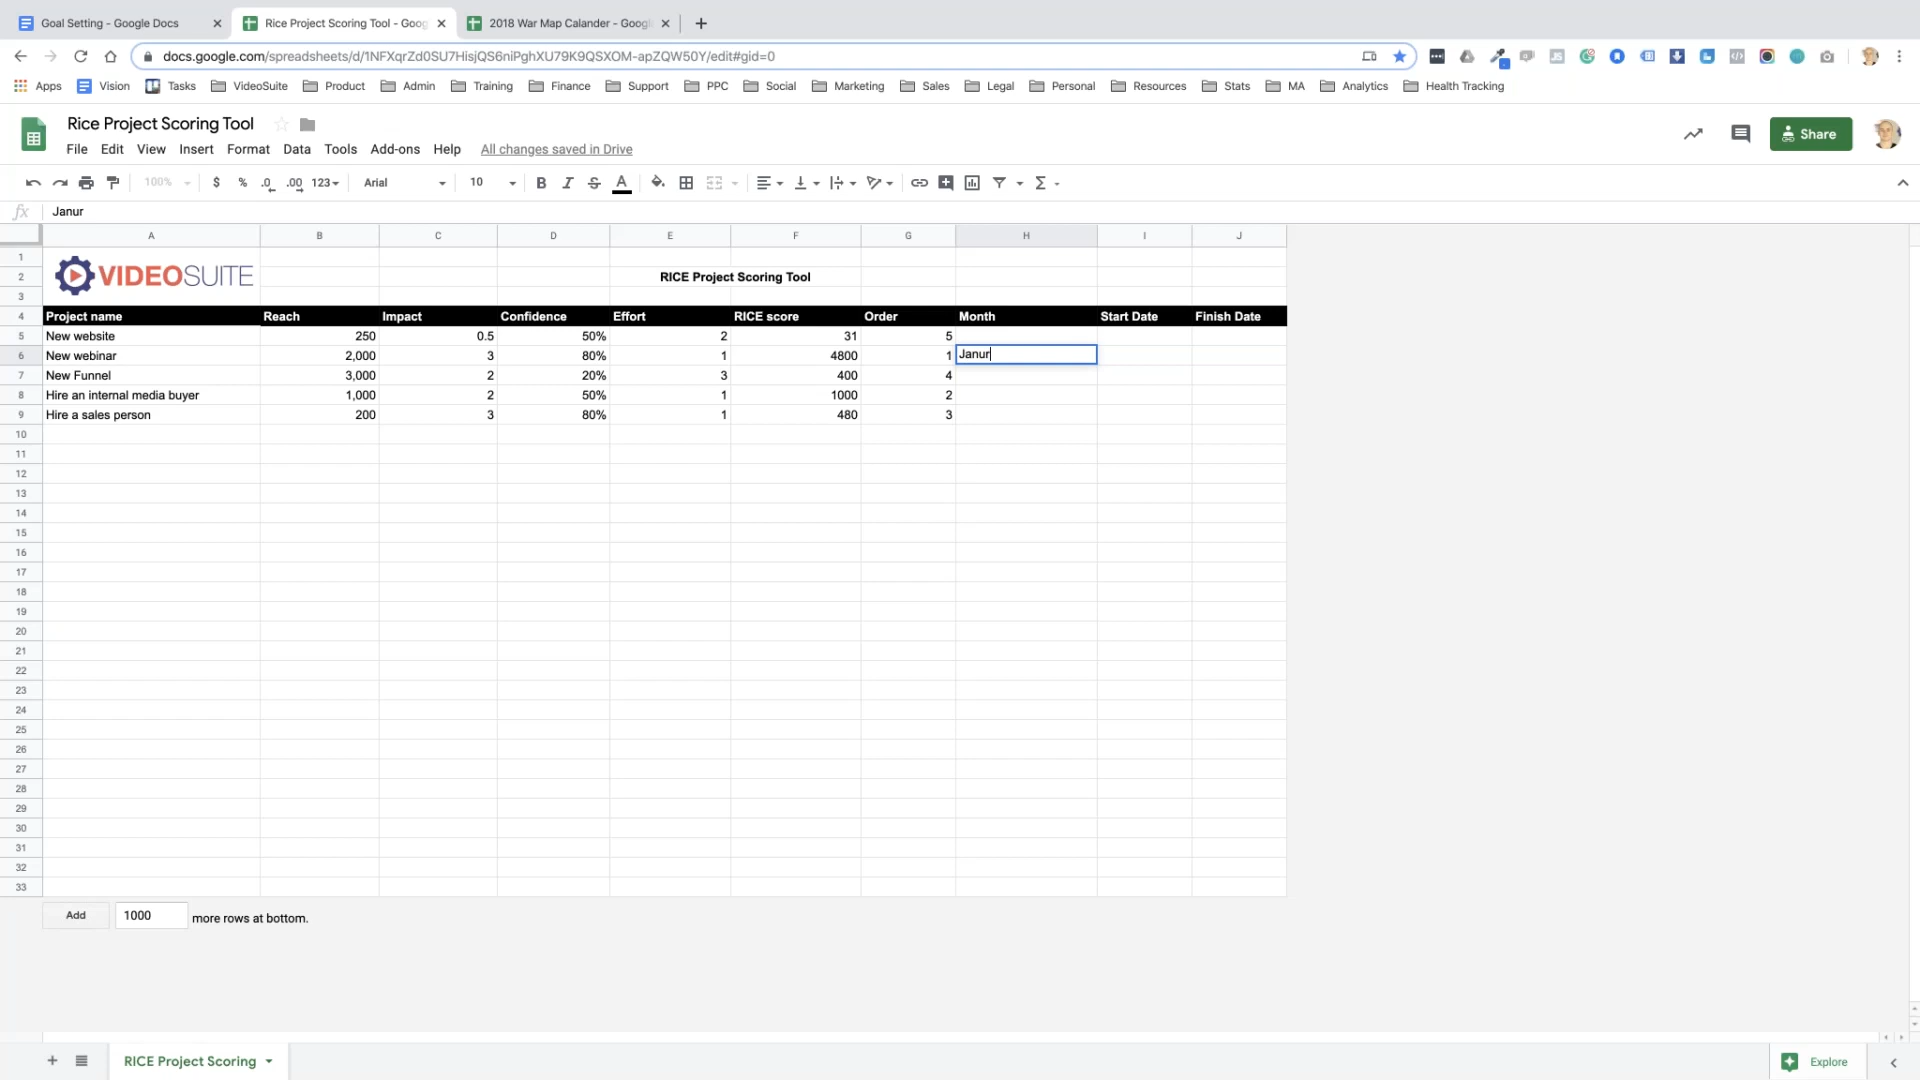 Goal Setting - Google Docs
Rice Project Scoring Tool - Goog
2018 War Map Calander - Googl
docs.google.com/spreadsheets/d/1NFXqrZd0SU7HisjQS6niPghXU79K9QSXOM-apZQW50Y/edit#gid=0
Apps Vision Tasks VideoSuite Product Admin Training Finance Support PPC Social Marketing Sales Legal Personal Resources Stats MA Analytics Health Tracking
Rice Project Scoring Tool
File Edit View Insert Format Data Tools Add-ons Help All changes saved in Drive
Share
100% $ % .0 .00 123 Arial 10 B I S A
fx Janur
A B C D E F G H I J
1
VIDEOSUITE
2 RICE Project Scoring Tool
3
4 Project name Reach Impact Confidence Effort RICE score Order Month Start Date Finish Date
5 New website 250 0.5 50% 2 31 5
6 New webinar 2,000 3 80% 1 4800 1 Janur
7 New Funnel 3,000 2 20% 3 400 4
8 Hire an internal media buyer 1,000 2 50% 1 1000 2
9 Hire a sales person 200 3 80% 1 480 3
10
11
12
13
14
15
16
17
18
19
20
21
22
23
24
25
26
27
28
29
30
31
32
33
Add 1000 more rows at bottom.
RICE Project Scoring
Explore